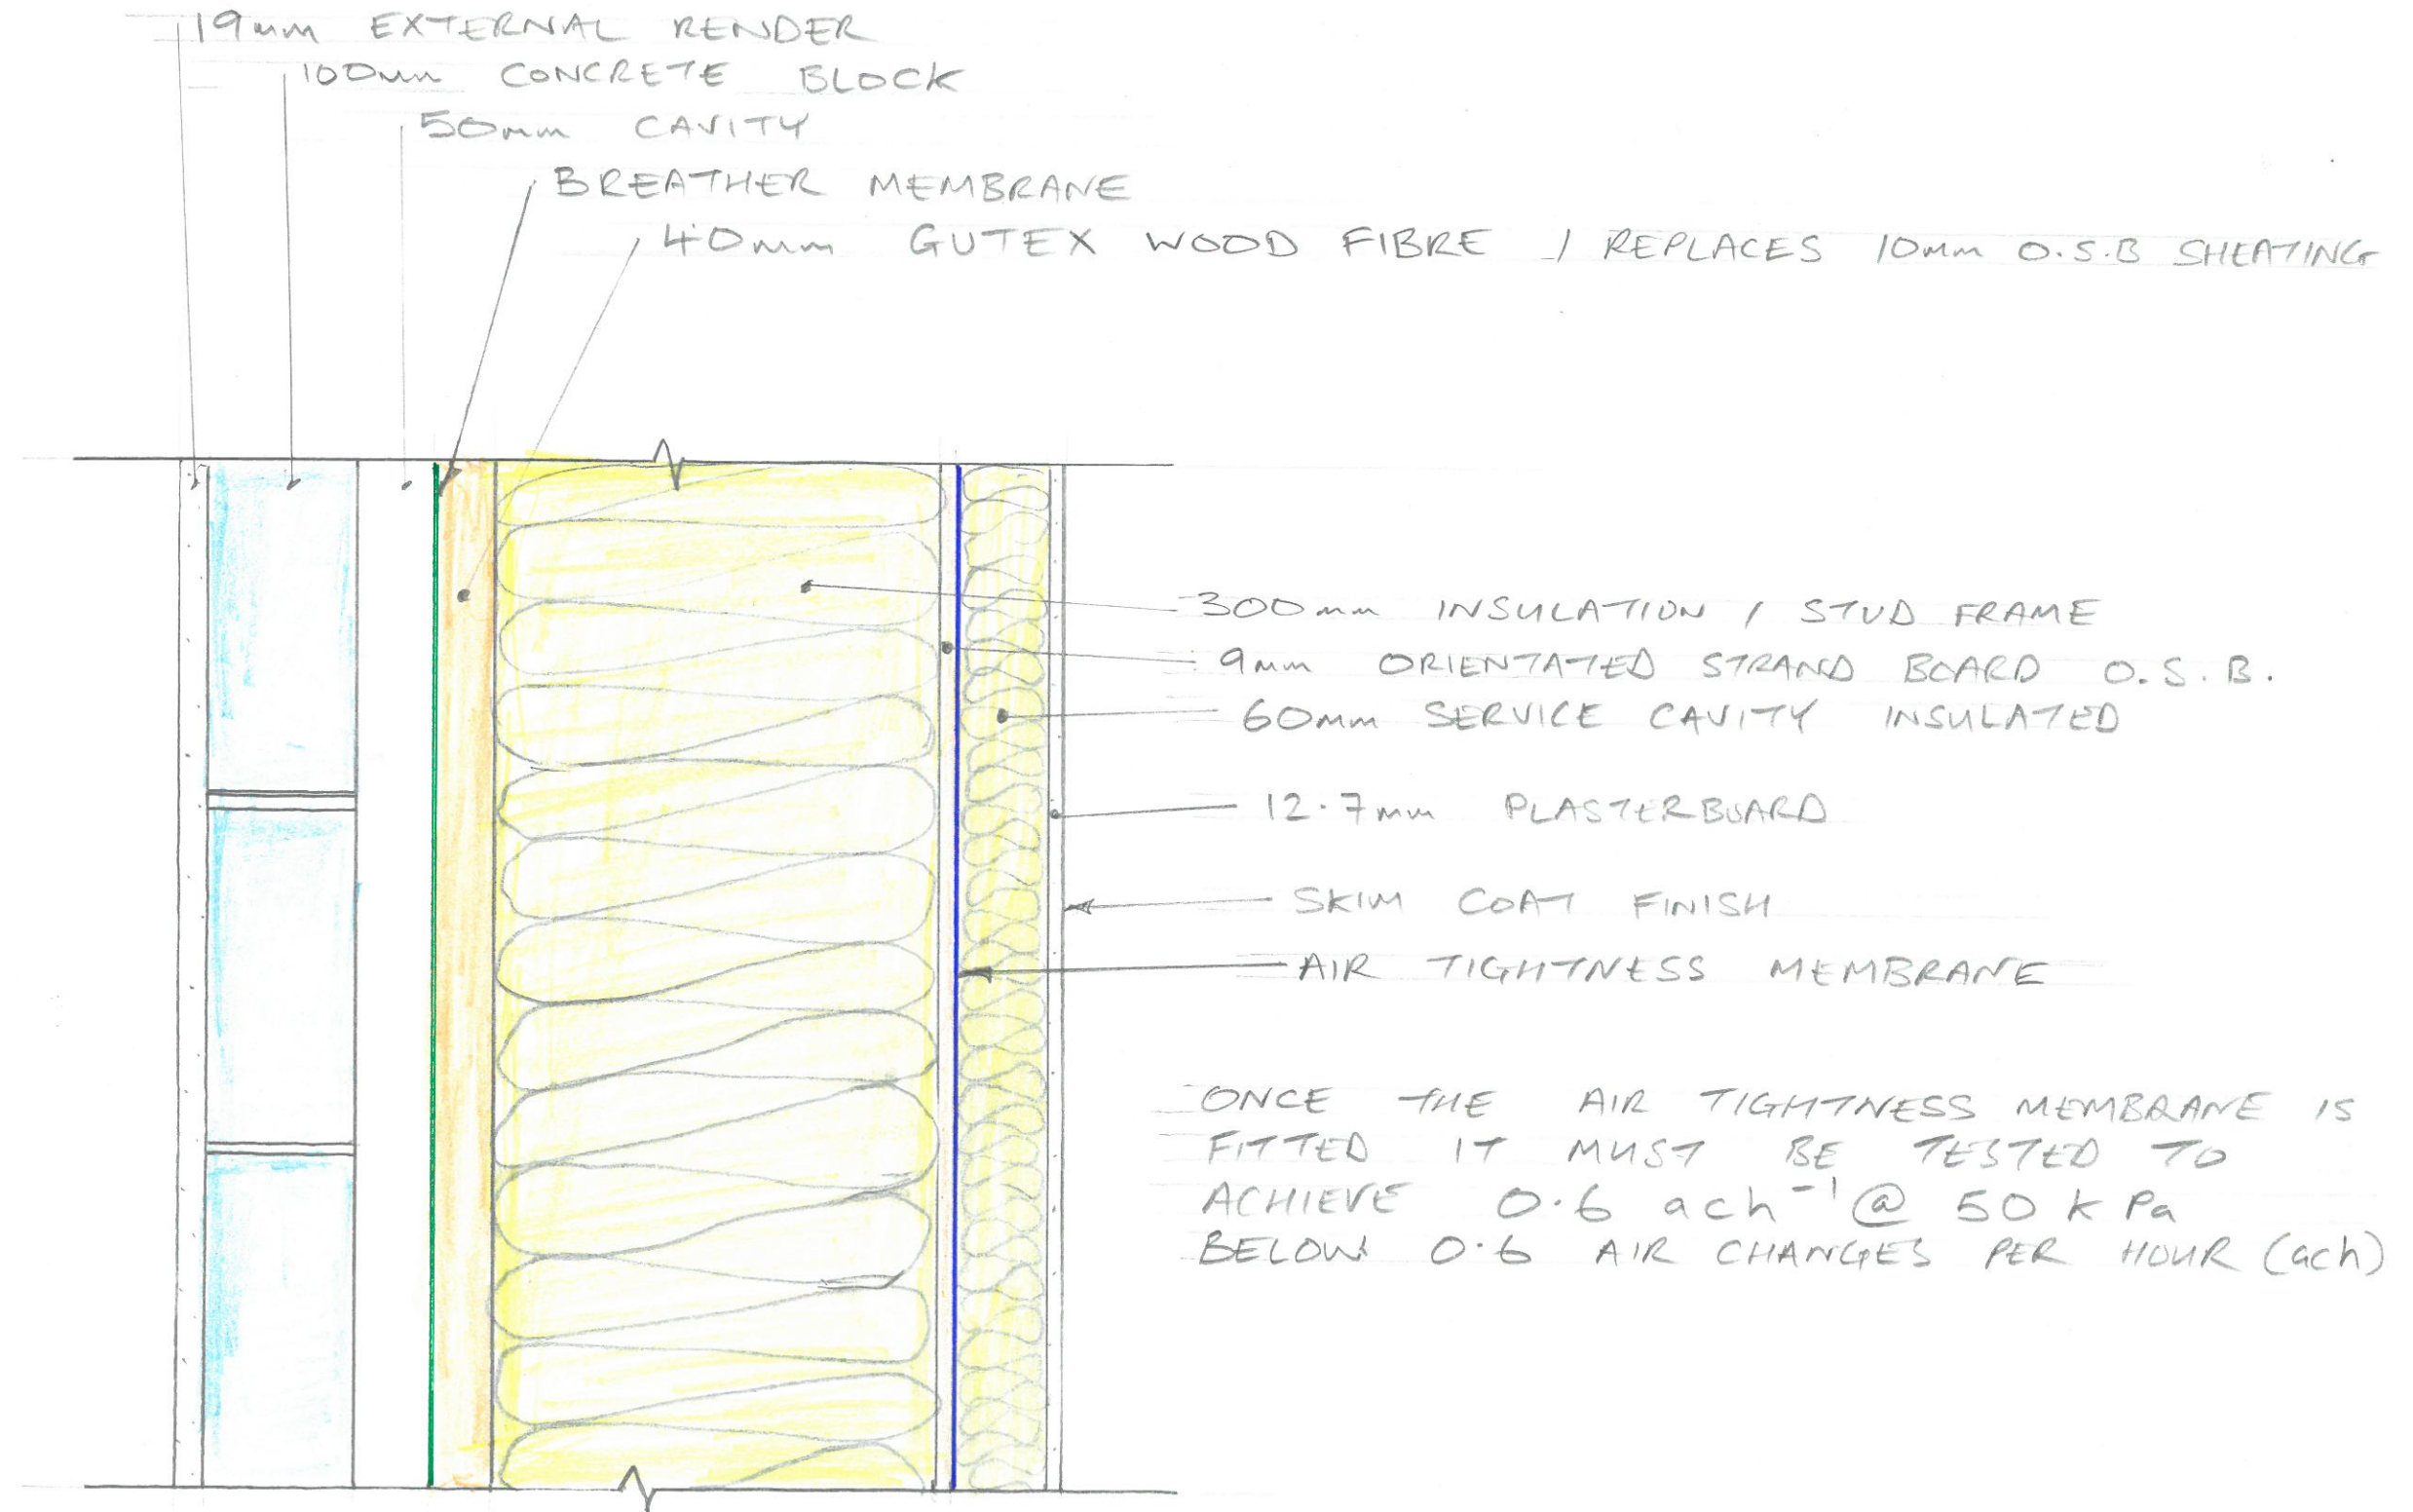 19mm EXTERNAL RENDER
100mm CONCRETE BLOCK
50mm CAVITY
BREATHER MEMBRANE
40mm GUTEX WOOD FIBRE / REPLACES 10mm O.S.B SHEATING
300mm INSULATION / STUD FRAME
9mm ORIENTATED STRAND BOARD O.S.B.
60mm SERVICE CAVITY INSULATED
12.7mm PLASTERBOARD
SKIM COAT FINISH
AIR TIGHTNESS MEMBRANE
ONCE THE AIR TIGHTNESS MEMBRANE IS
FITTED IT MUST BE TESTED TO
ACHIEVE 0.6 ach⁻¹ @ 50 kPa
BELOW 0.6 AIR CHANGES PER HOUR (ach)